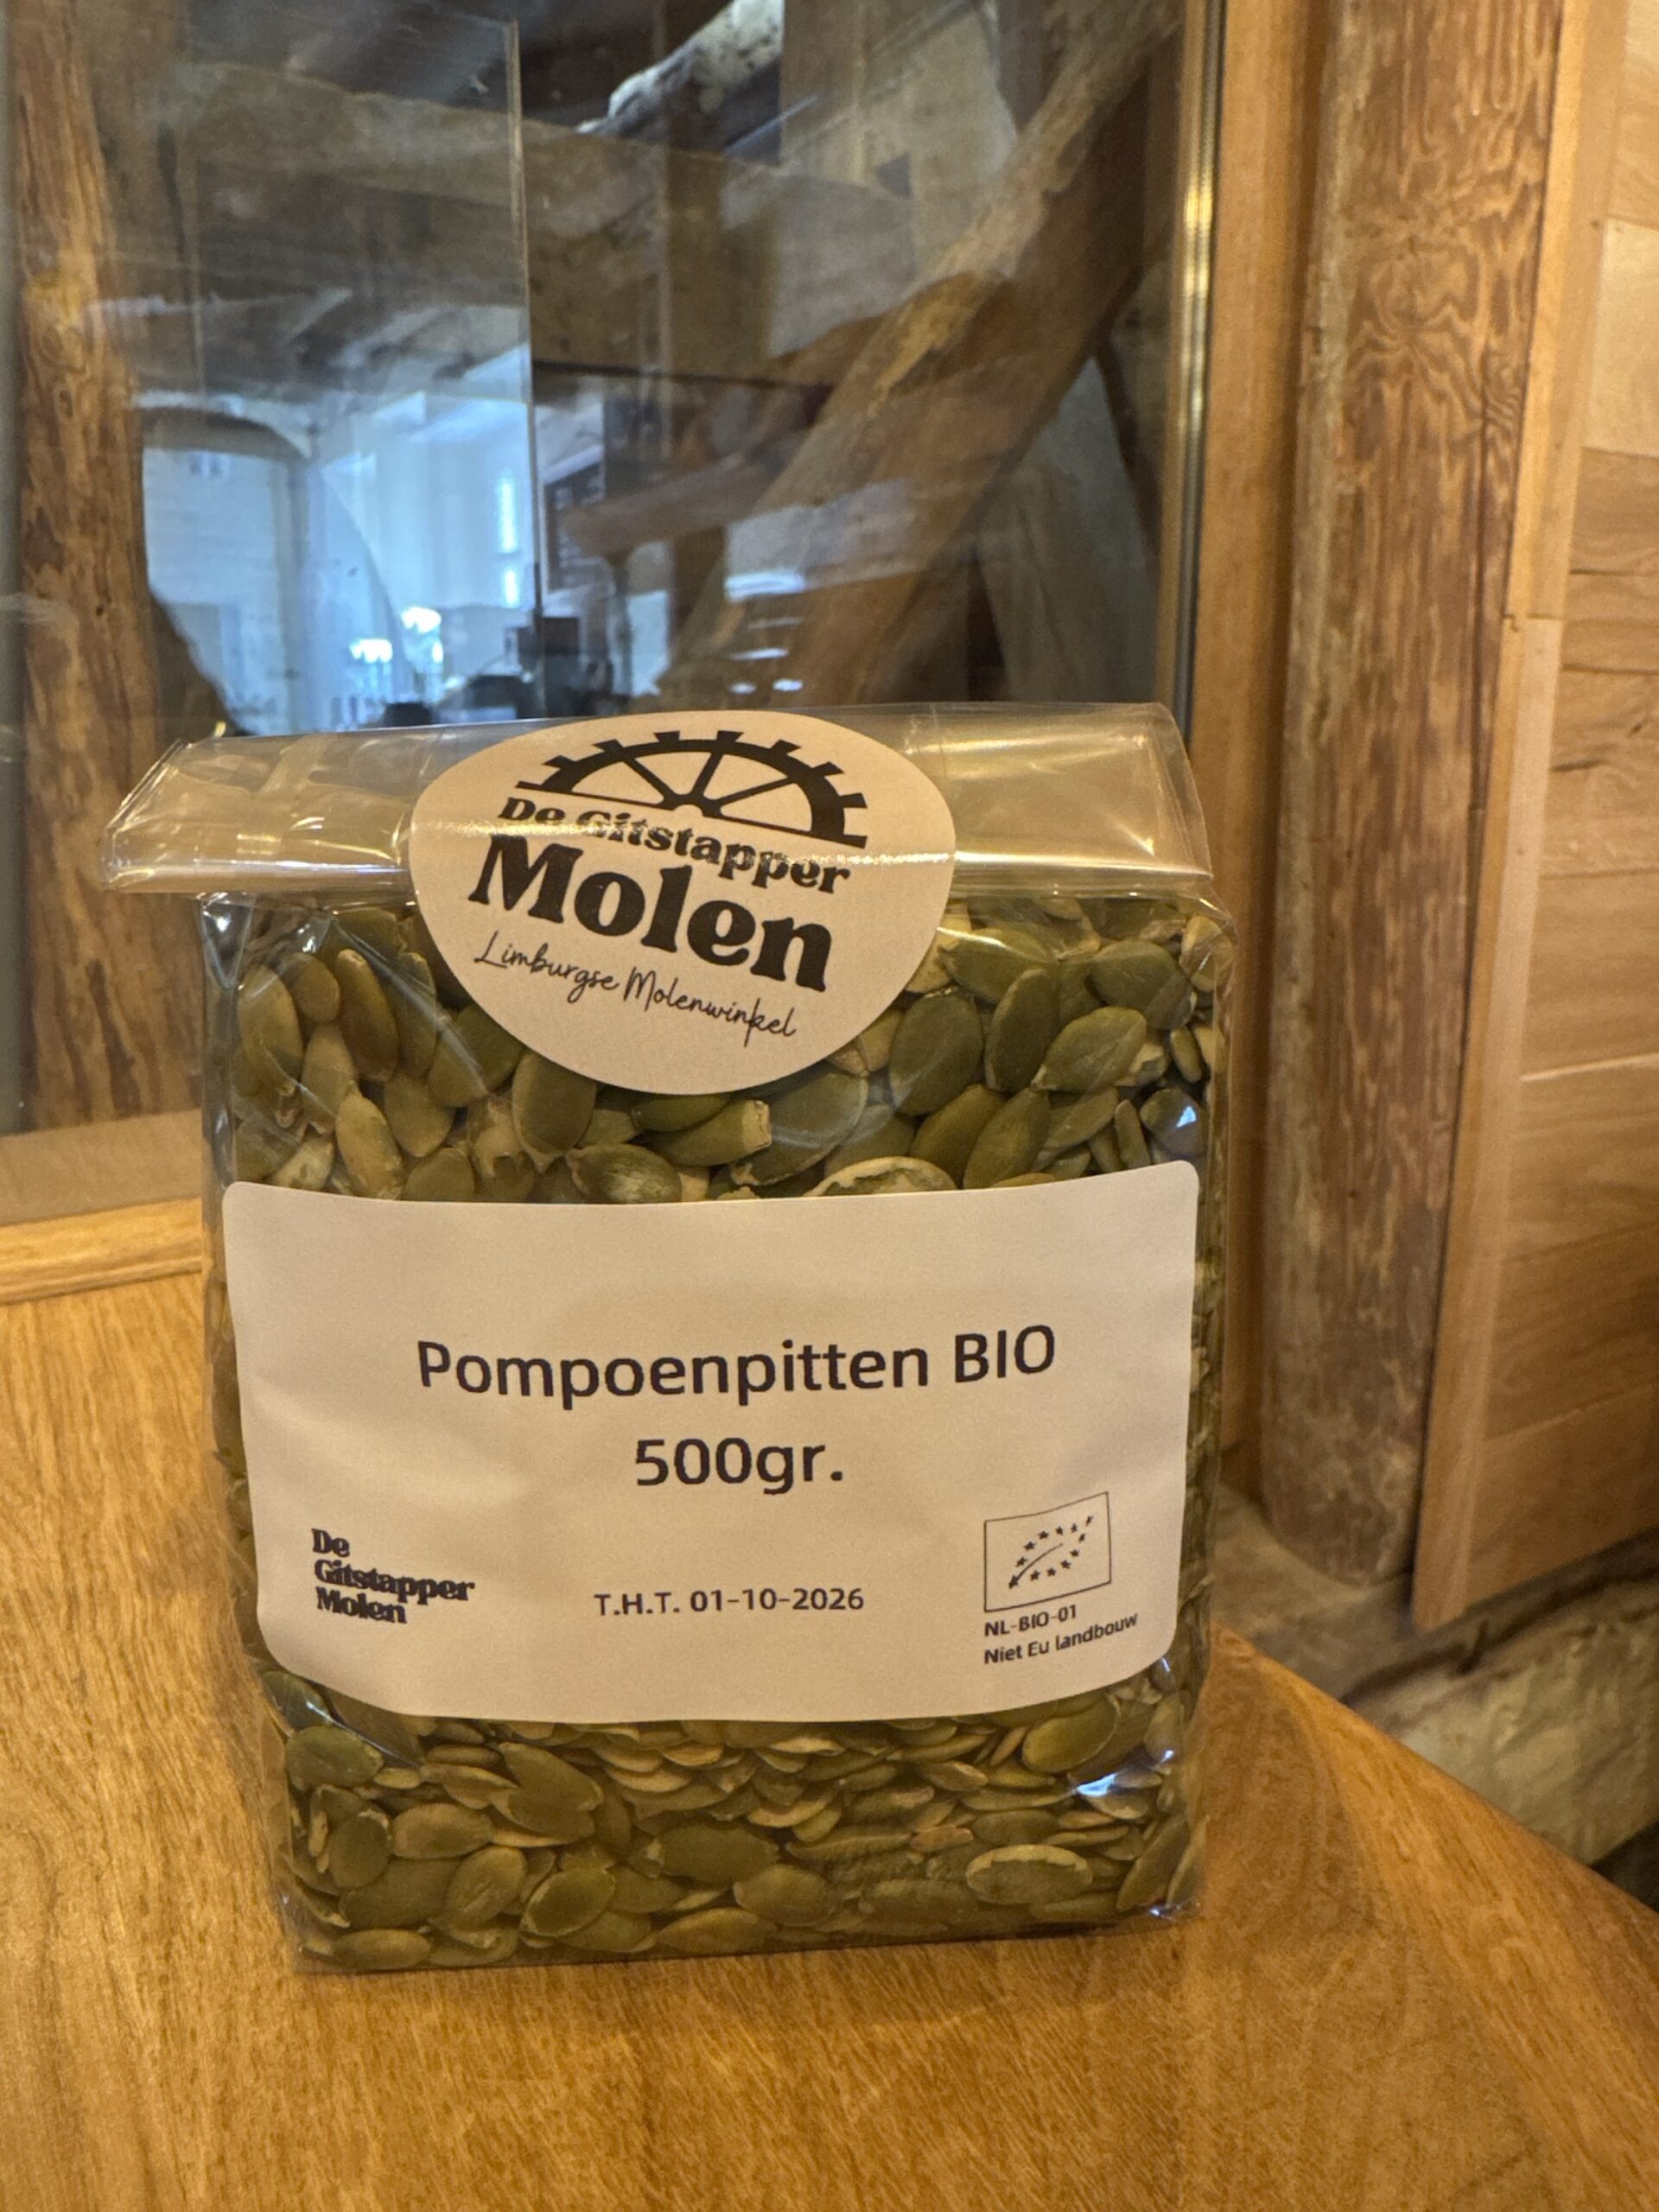 De Gitstapper
Molen
Limburgse Molenwinkel
Pompoenpitten BIO
500gr.
De
Gitstapper
Molen
T.H.T. 01-10-2026
NL-BIO-01
Niet Eu landbouw